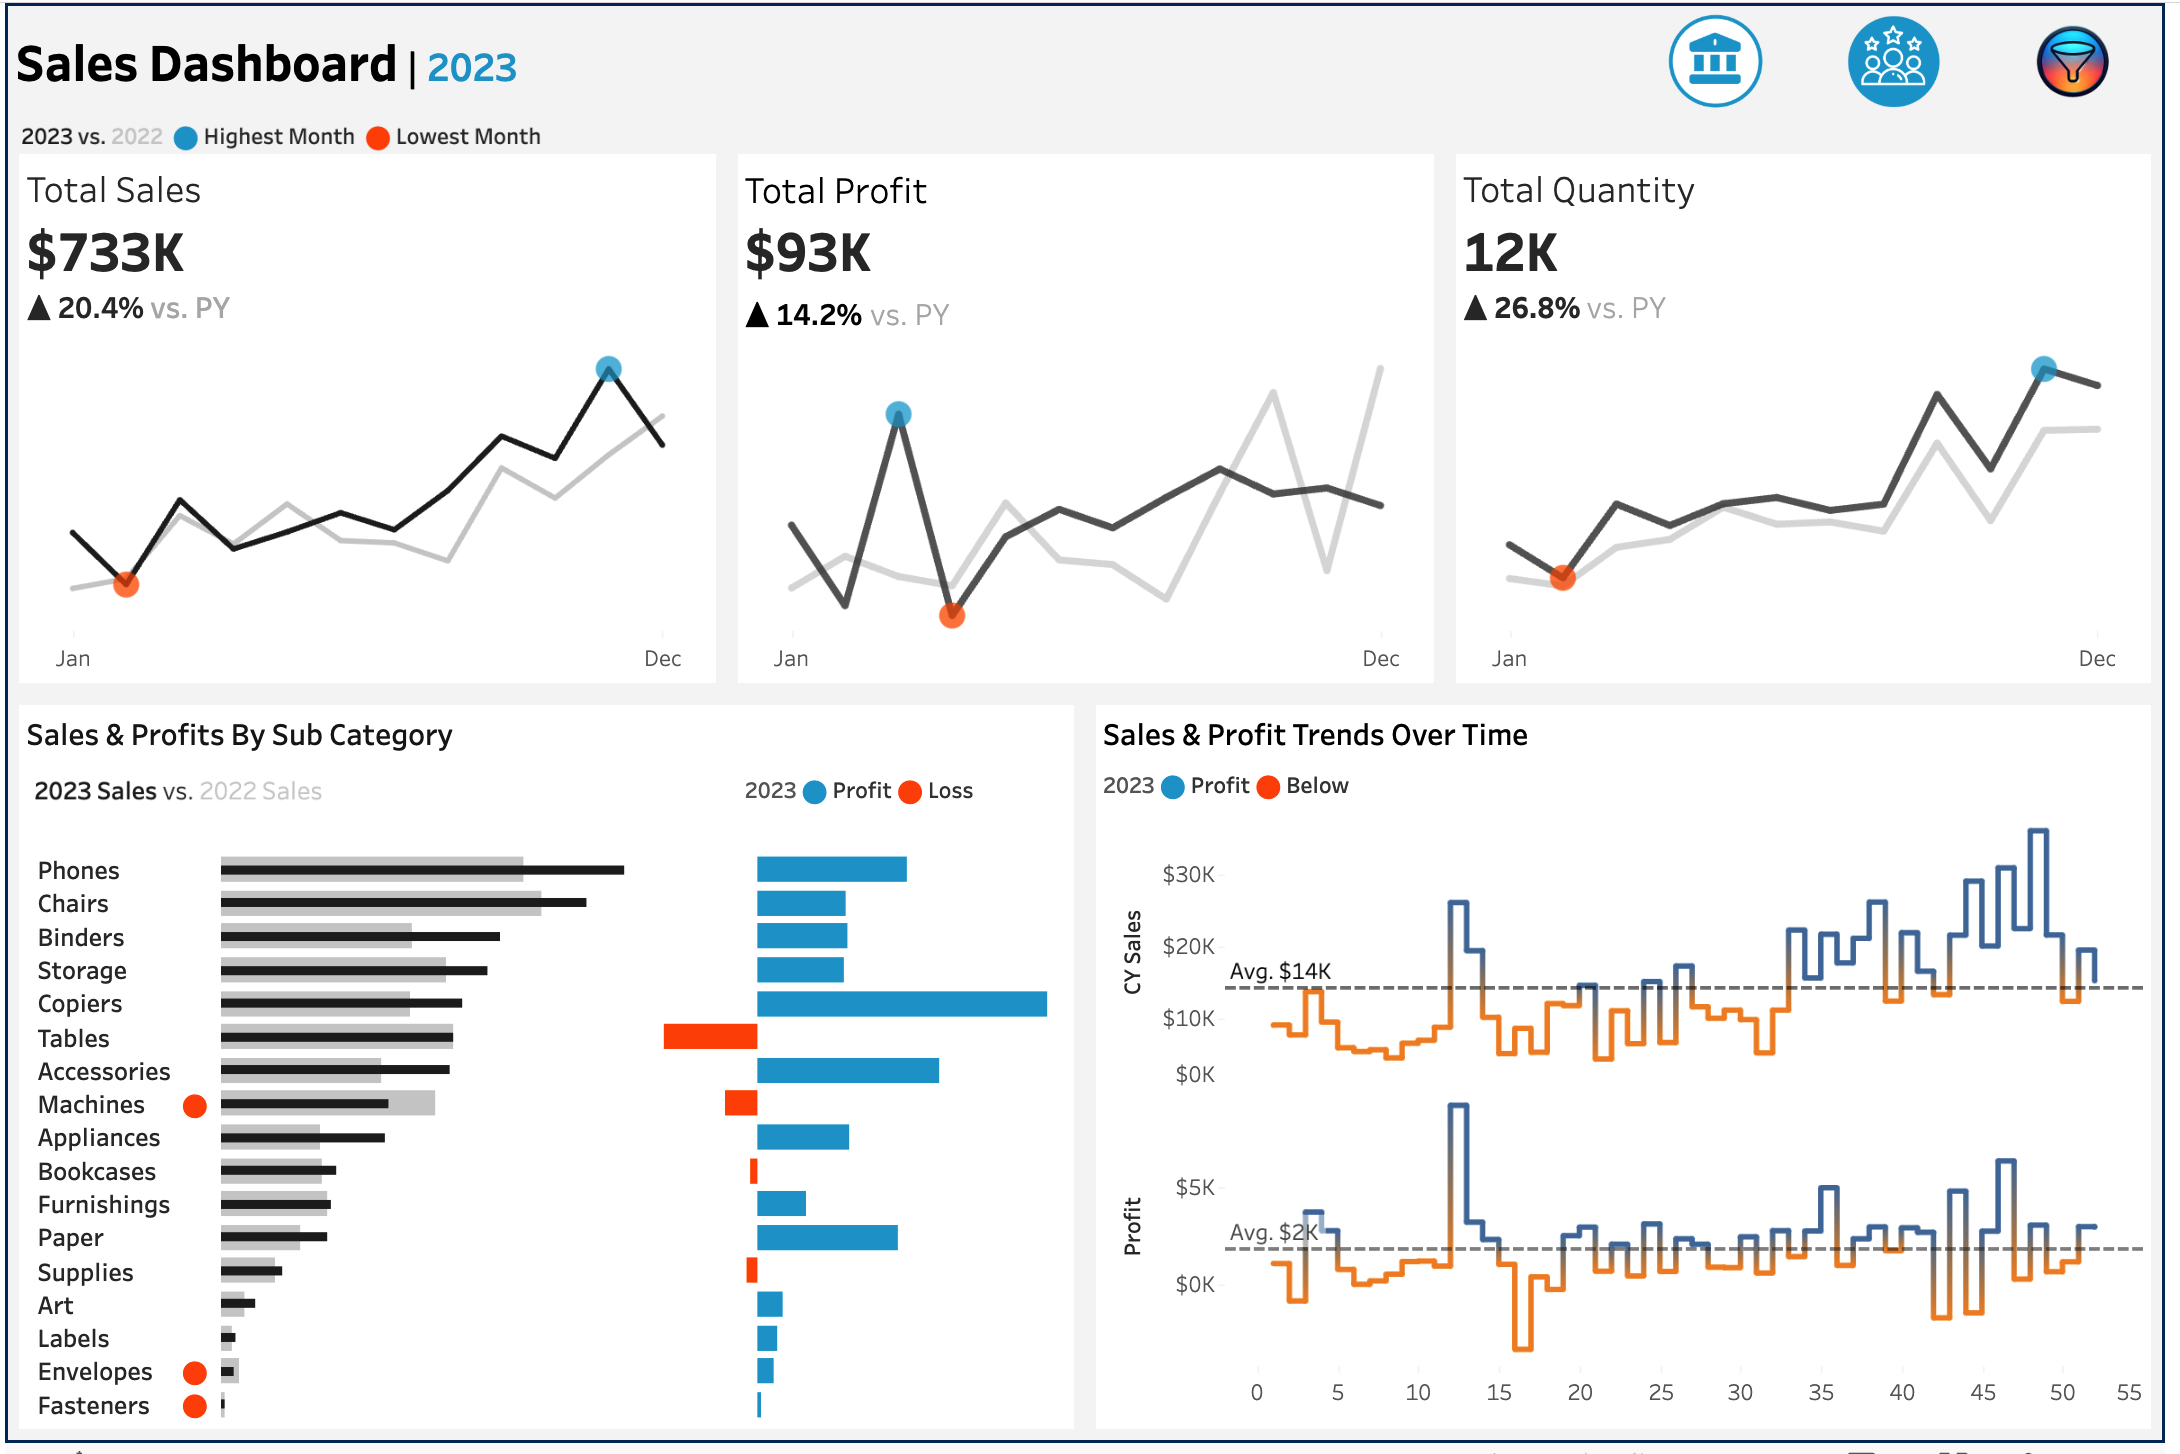 Sales Dashboard | 2023
2023 vs. 2022 Highest Month Lowest Month
Total Sales
$733K
▲ 20.4% vs. PY
Jan Dec
Total Profit
$93K
▲ 14.2% vs. PY
Jan Dec
Total Quantity
12K
▲ 26.8% vs. PY
Jan Dec
Sales & Profits By Sub Category
2023 Sales vs. 2022 Sales
2023 Profit Loss
Phones
Chairs
Binders
Storage
Copiers
Tables
Accessories
Machines
Appliances
Bookcases
Furnishings
Paper
Supplies
Art
Labels
Envelopes
Fasteners
Sales & Profit Trends Over Time
2023 Profit Below
CY Sales
$30K
$20K
Avg. $14K
$10K
$0K
Profit
$5K
Avg. $2K
$0K
0 5 10 15 20 25 30 35 40 45 50 55